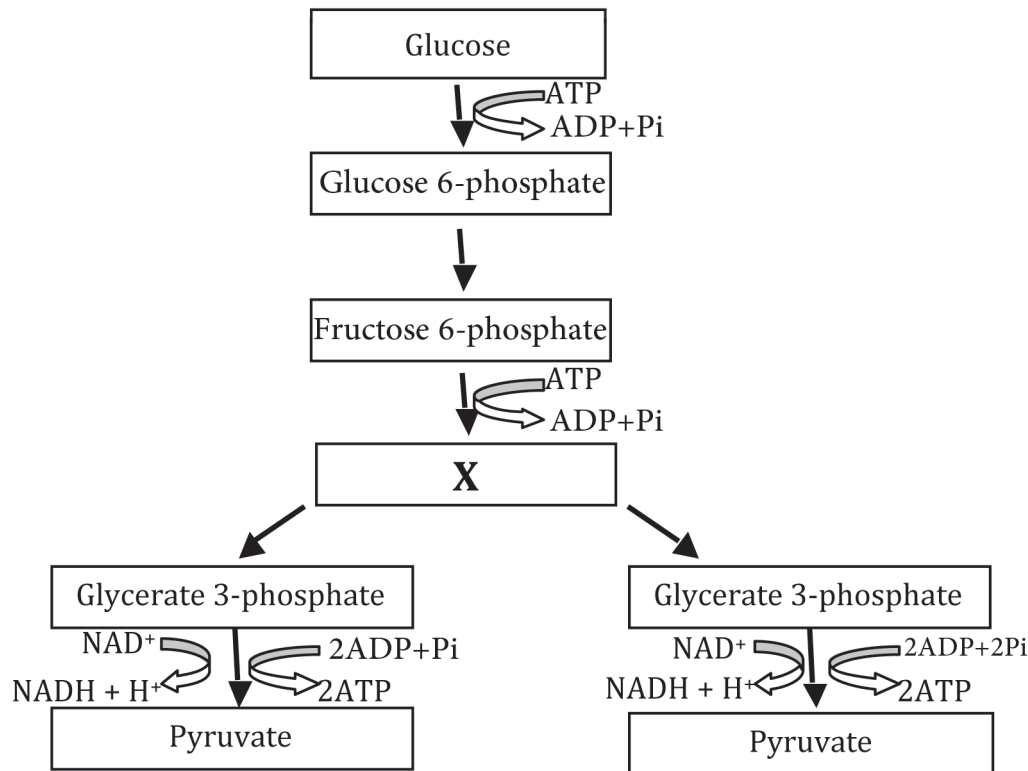 Glucose
ATP
ADP+Pi
Glucose 6-phosphate
Fructose 6-phosphate
ATP
ADP+Pi
X
Glycerate 3-phosphate
Glycerate 3-phosphate
NAD⁺
2ADP+Pi
NADH + H⁺
2ATP
NAD⁺
2ADP+2Pi
NADH + H⁺
2ATP
Pyruvate
Pyruvate